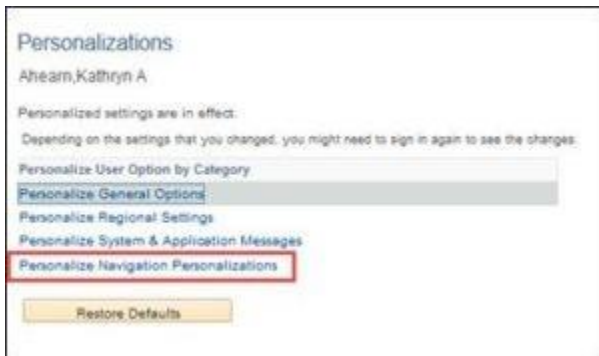 Personalizations
Ahearn,Kathryn A
Personalized settings are in effect.
Depending on the settings that you changed, you might need to sign in again to see the changes.
Personalize User Option by Category
Personalize General Options
Personalize Regional Settings
Personalize System & Application Messages
Personalize Navigation Personalizations
Restore Defaults